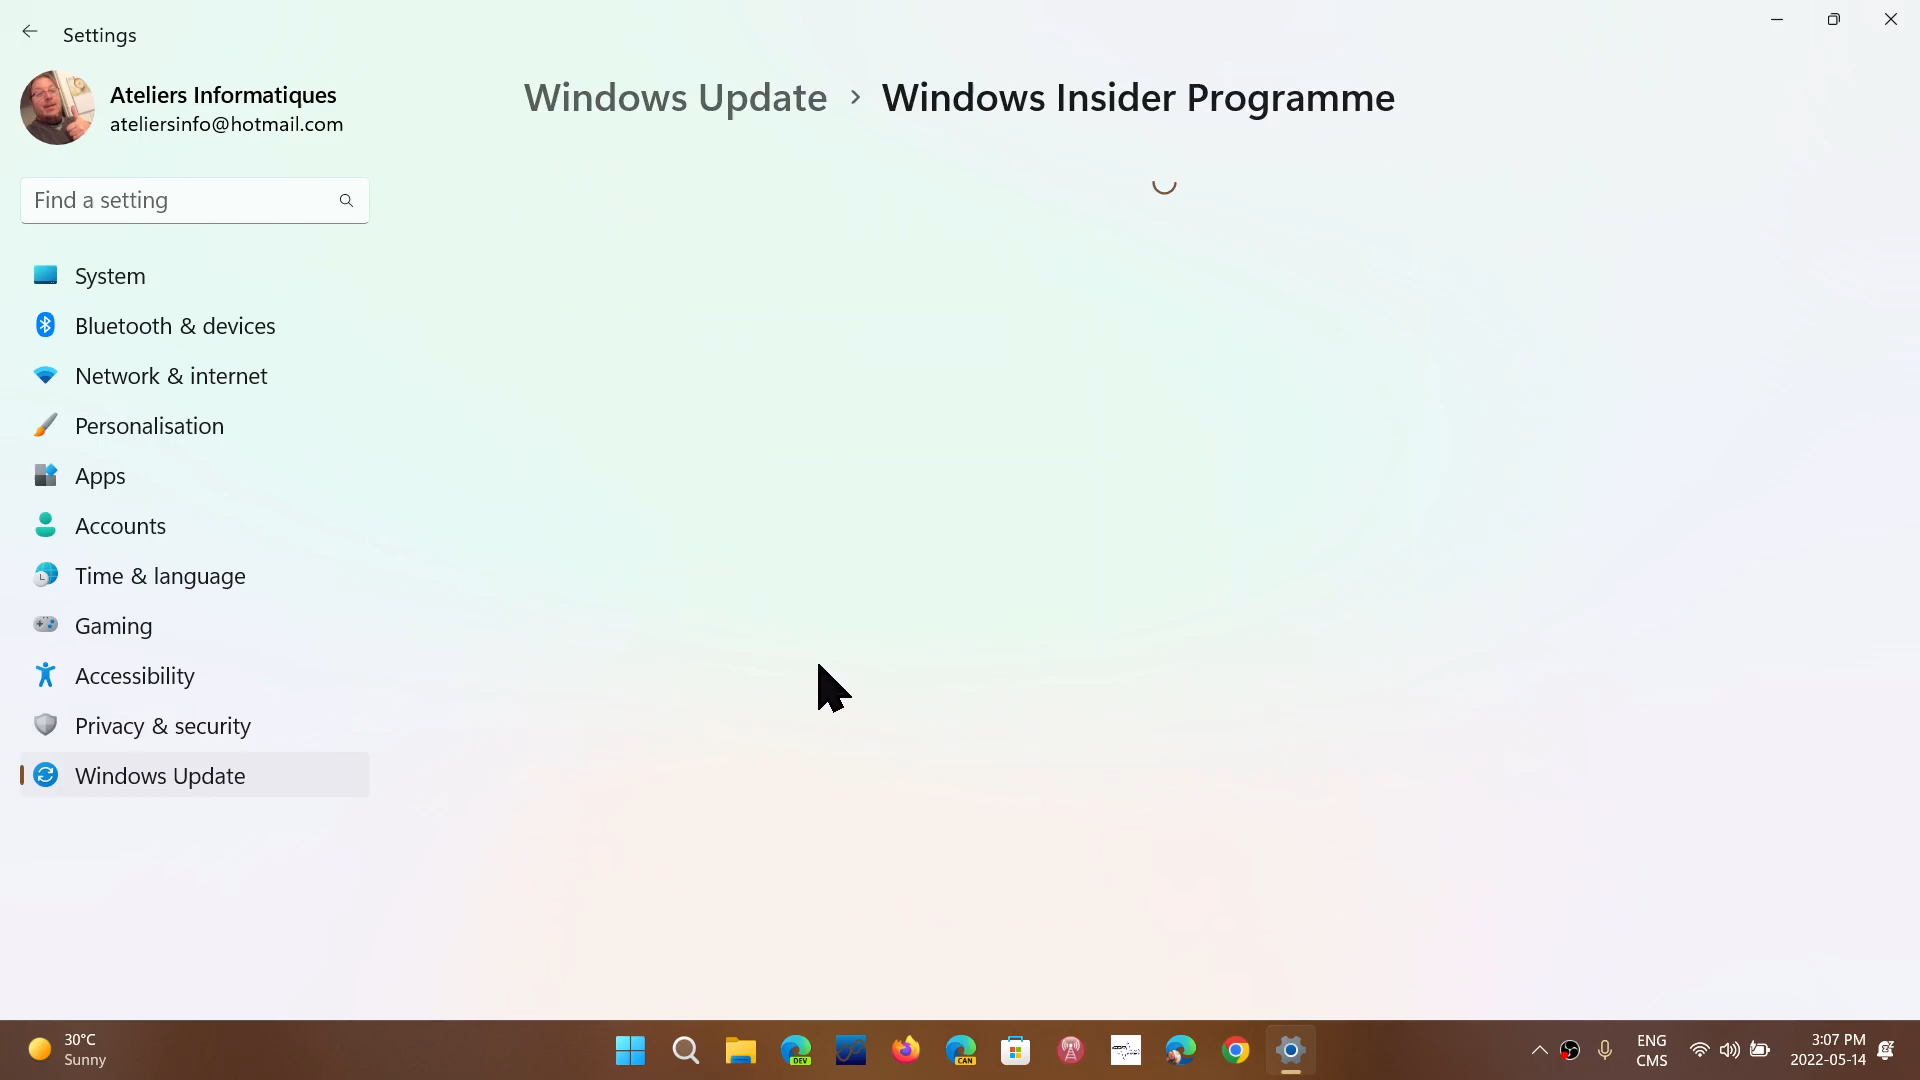 Settings
Ateliers Informatiques
ateliersinfo@hotmail.com
Windows Update > Windows Insider Programme
Find a setting
System
Bluetooth & devices
Network & internet
Personalisation
Apps
Accounts
Time & language
Gaming
Accessibility
Privacy & security
Windows Update
30°C
Sunny
DEV
CAN
ENG
CMS
3:07 PM
2022-05-14